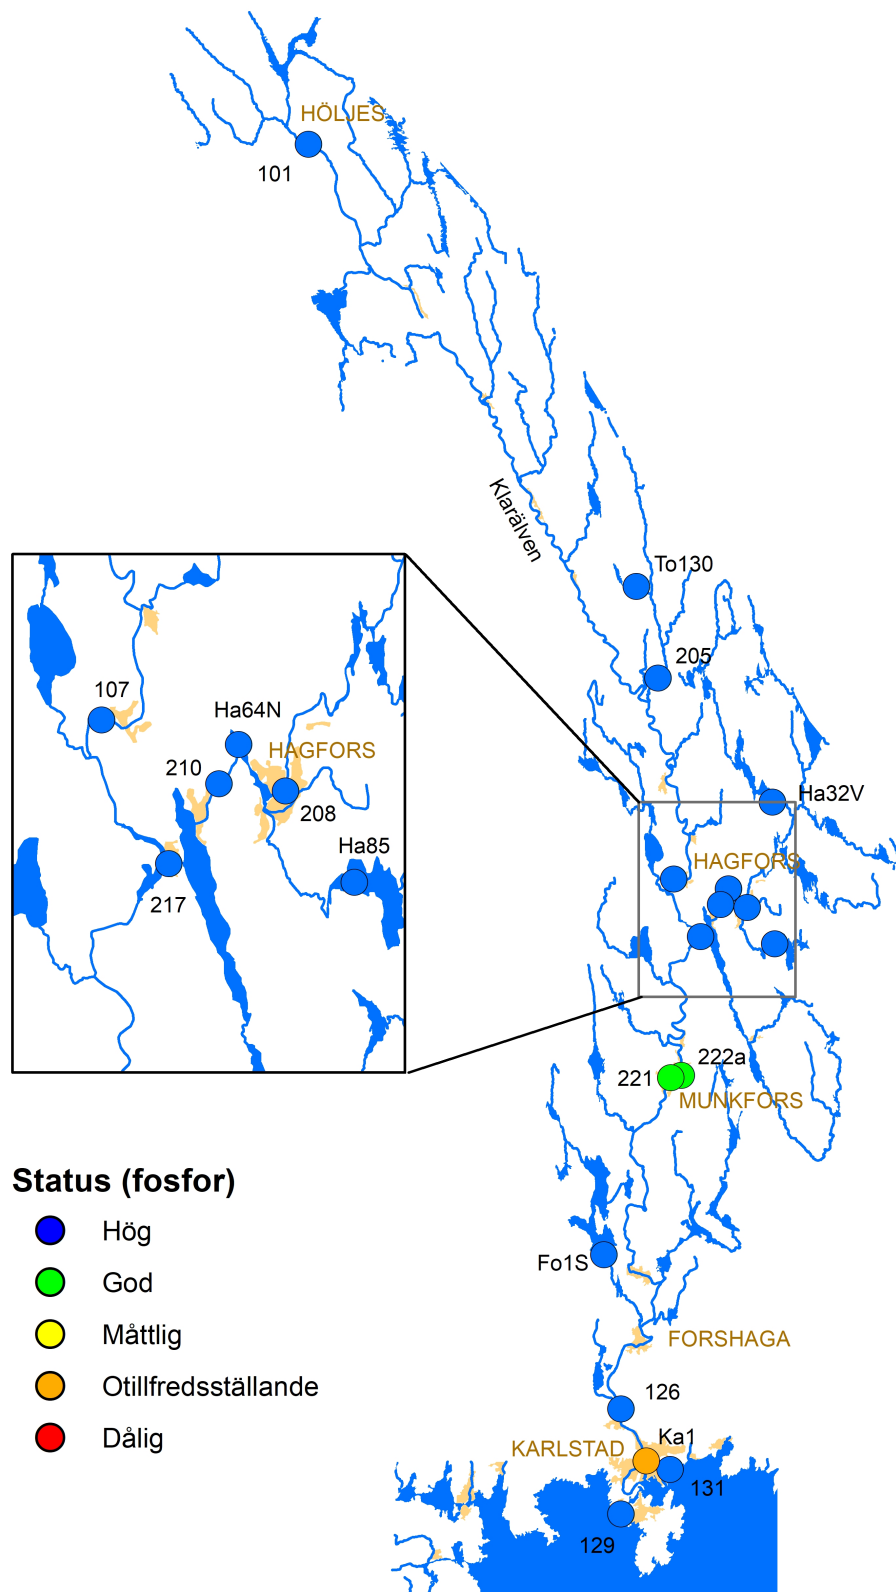 HÖLJES
101
Klarälven
To130
205
107
Ha64N
HAGFORS
210
208
Ha85
217
Ha32V
HAGFORS
222a
221
MUNKFORS
Status (fosfor)
Hög
God
Måttlig
Otillfredsställande
Dålig
Fo1S
FORSHAGA
126
Ka1
KARLSTAD
131
129